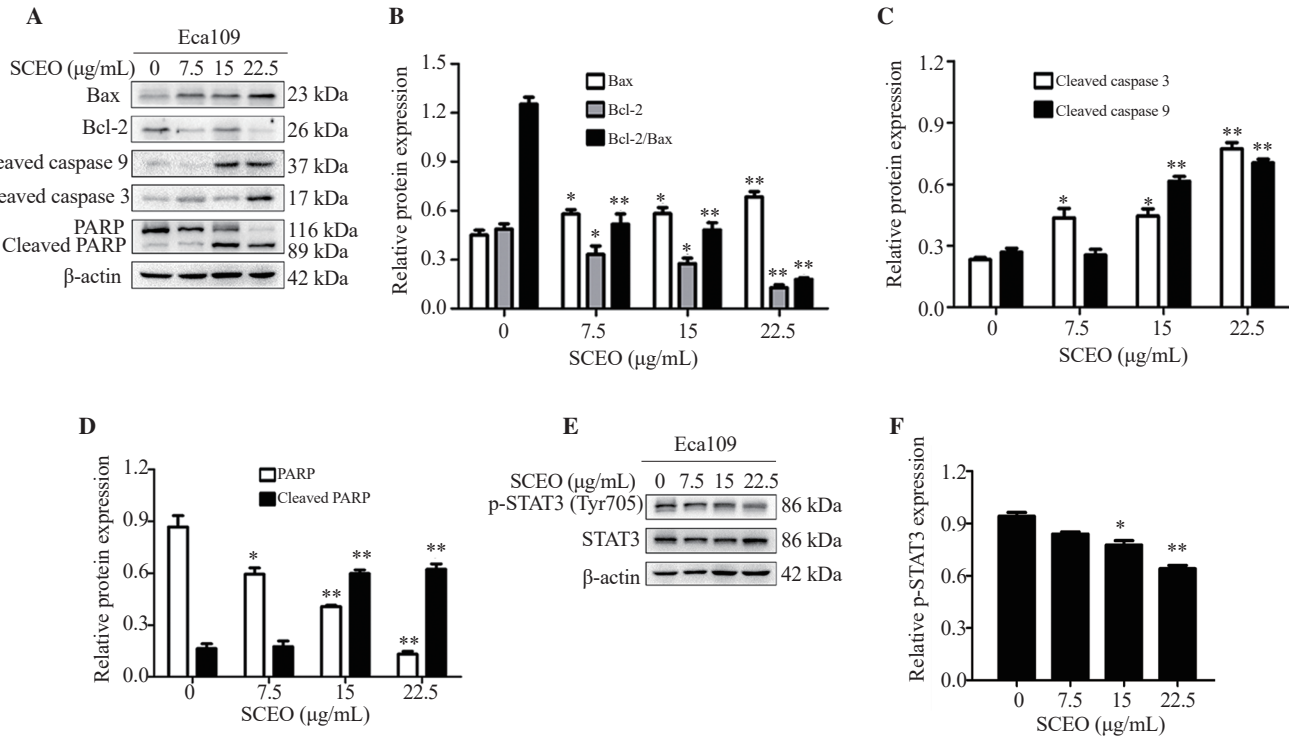 A
Eca109
SCEO (μg/mL) 0 7.5 15 22.5
Bax 23 kDa
Bcl-2 26 kDa
leaved caspase 9 37 kDa
leaved caspase 3 17 kDa
PARP 116 kDa
Cleaved PARP 89 kDa
β-actin 42 kDa
B
Relative protein expression
1.5
1.2
0.9
0.6
0.3
0.0
Bax
Bcl-2
Bcl-2/Bax
* * **
* * **
** ** **
0 7.5 15 22.5
SCEO (μg/mL)
C
Relative protein expression
1.2
0.9
0.6
0.3
0.0
Cleaved caspase 3
Cleaved caspase 9
*
* **
** **
0 7.5 15 22.5
SCEO (μg/mL)
D
Relative protein expression
1.2
0.9
0.6
0.3
0.0
PARP
Cleaved PARP
*
** **
** **
0 7.5 15 22.5
SCEO (μg/mL)
E
Eca109
SCEO (μg/mL) 0 7.5 15 22.5
p-STAT3 (Tyr705) 86 kDa
STAT3 86 kDa
β-actin 42 kDa
F
Relative p-STAT3 expression
1.2
0.9
0.6
0.3
0.0
* **
0 7.5 15 22.5
SCEO (μg/mL)